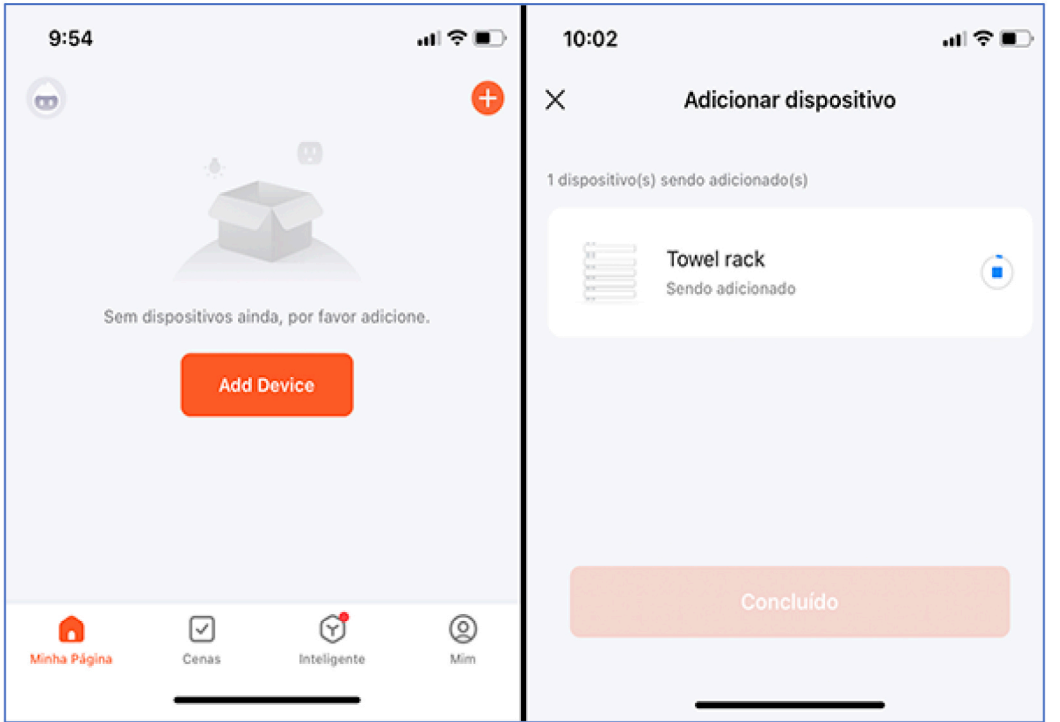 9:54
Sem dispositivos ainda, por favor adicione.
Add Device
Minha Página
Cenas
Inteligente
Mim
10:02
Adicionar dispositivo
1 dispositivo(s) sendo adicionado(s)
Towel rack
Sendo adicionado
Concluído